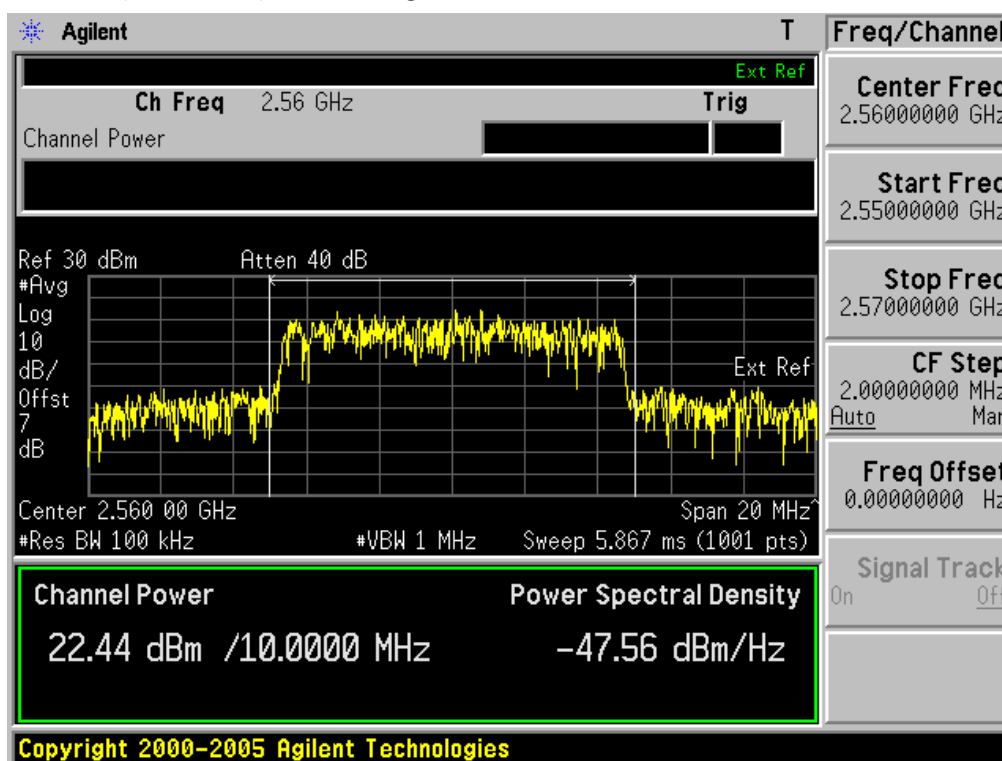 Agilent T Freq/Channel
Ext Ref
Ch Freq 2.56 GHz Trig
Channel Power
Center Freq
2.56000000 GHz
Start Freq
2.55000000 GHz
Ref 30 dBm Atten 40 dB
#Avg
Log
10
dB/
Offst
7
dB
Ext Ref
Stop Freq
2.57000000 GHz
CF Step
2.00000000 MHz
Auto Man
Freq Offset
0.00000000 Hz
Center 2.560 00 GHz Span 20 MHz^
#Res BW 100 kHz #VBW 1 MHz Sweep 5.867 ms (1001 pts)
Signal Track
On Off
Channel Power Power Spectral Density
22.44 dBm /10.0000 MHz -47.56 dBm/Hz
Copyright 2000-2005 Agilent Technologies